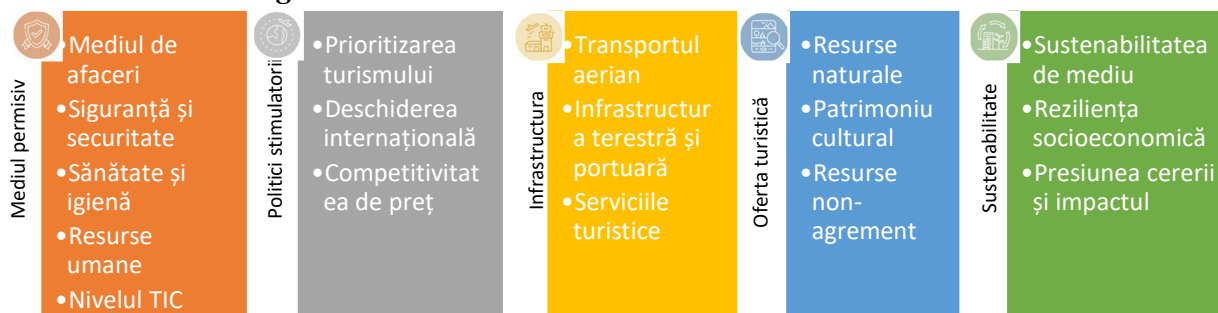 Mediul permisiv
•Mediul de
afaceri
•Siguranță și
securitate
•Sănătate și
igienă
•Resurse
umane
•Nivelul TIC
Politici stimulatorii
•Prioritizarea
turismului
•Deschiderea
internațională
•Competitivitat
ea de preț
Infrastructura
•Transportul
aerian
•Infrastructur
a terestră și
portuară
•Serviciile
turistice
Oferta turistică
•Resurse
naturale
•Patrimoniu
cultural
•Resurse
non-
agrement
Sustenabilitate
•Sustenabilitatea
de mediu
•Reziliența
socioeconomică
•Presiunea cererii
și impactul